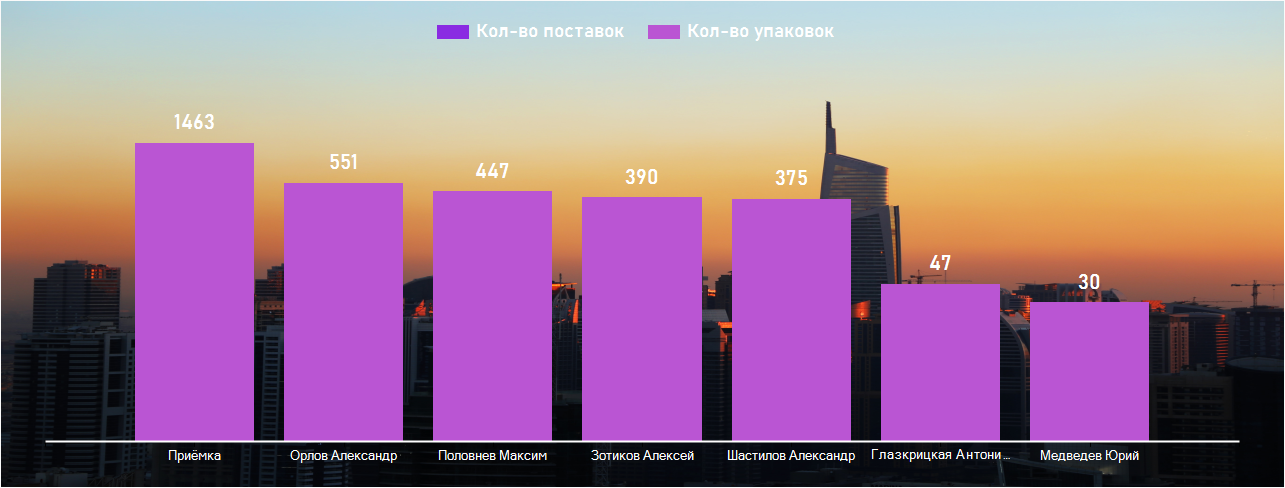 Кол-во поставок Кол-во упаковок
1463
551
447
390
375
47
30
Приёмка
Орлов Александр
Половнев Максим
Зотиков Алексей
Шастилов Александр
Глазкрицкая Антони...
Медведев Юрий